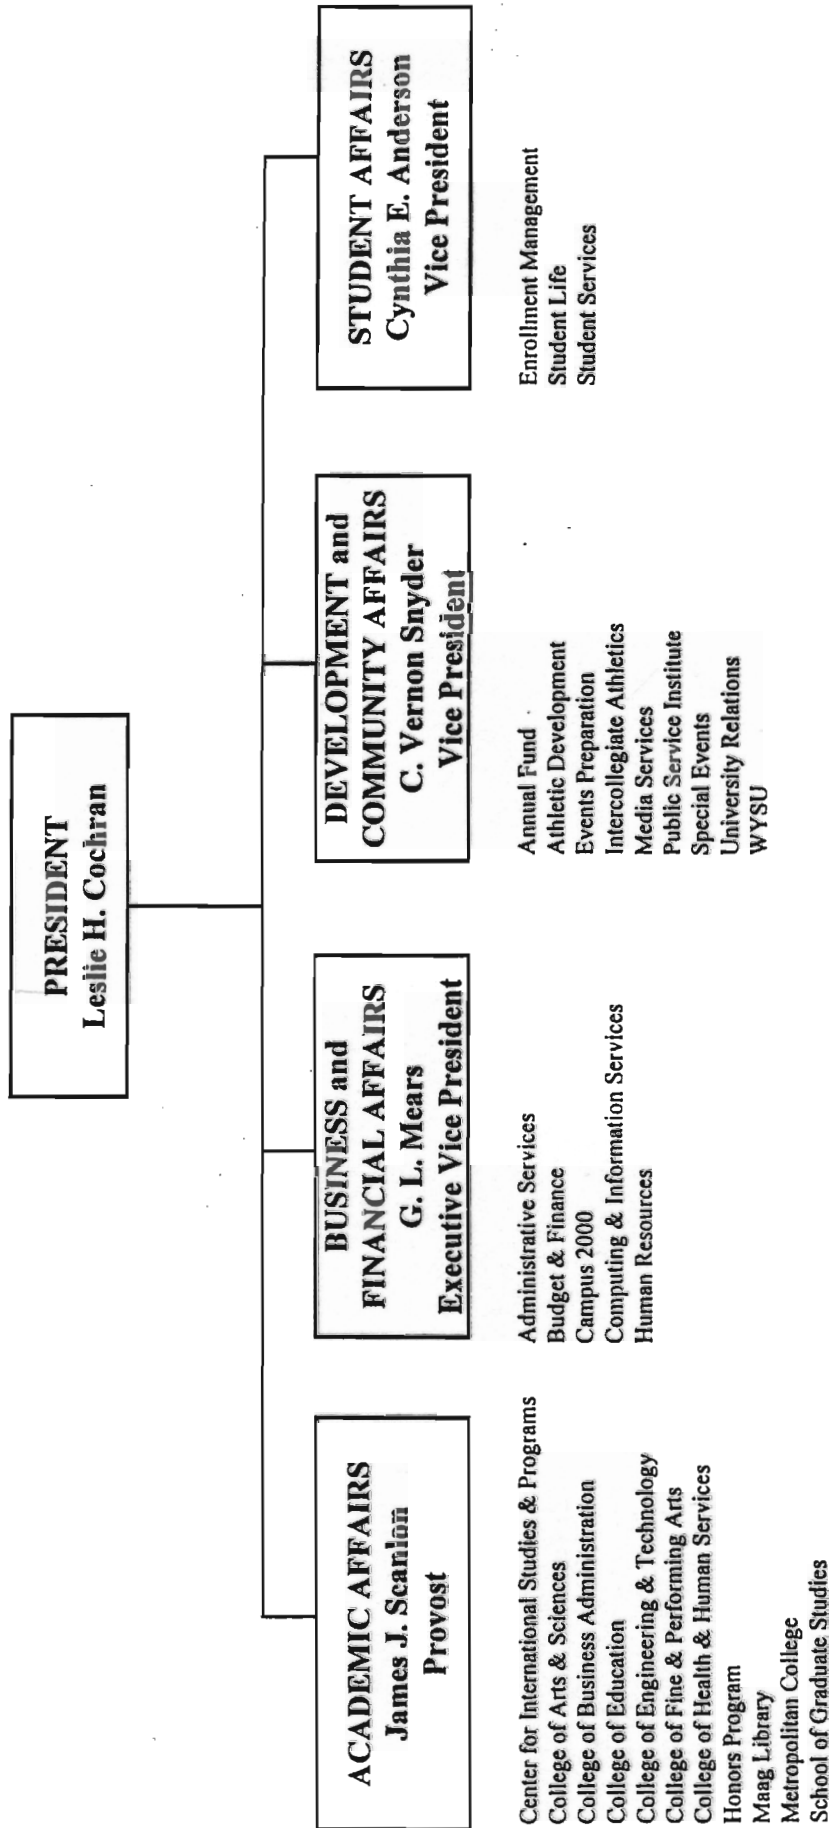 PRESIDENT
Leslie H. Cochran
ACADEMIC AFFAIRS
James J. Scanlon
Provost
Center for International Studies & Programs
College of Arts & Sciences
College of Business Administration
College of Education
College of Engineering & Technology
College of Fine & Performing Arts
College of Health & Human Services
Honors Program
Maag Library
Metropolitan College
School of Graduate Studies
BUSINESS and
FINANCIAL AFFAIRS
G. L. Mears
Executive Vice President
Administrative Services
Budget & Finance
Campus 2000
Computing & Information Services
Human Resources
DEVELOPMENT and
COMMUNITY AFFAIRS
C. Vernon Snyder
Vice President
Annual Fund
Athletic Development
Events Preparation
Intercollegiate Athletics
Media Services
Public Service Institute
Special Events
University Relations
WYSU
STUDENT AFFAIRS
Cynthia E. Anderson
Vice President
Enrollment Management
Student Life
Student Services